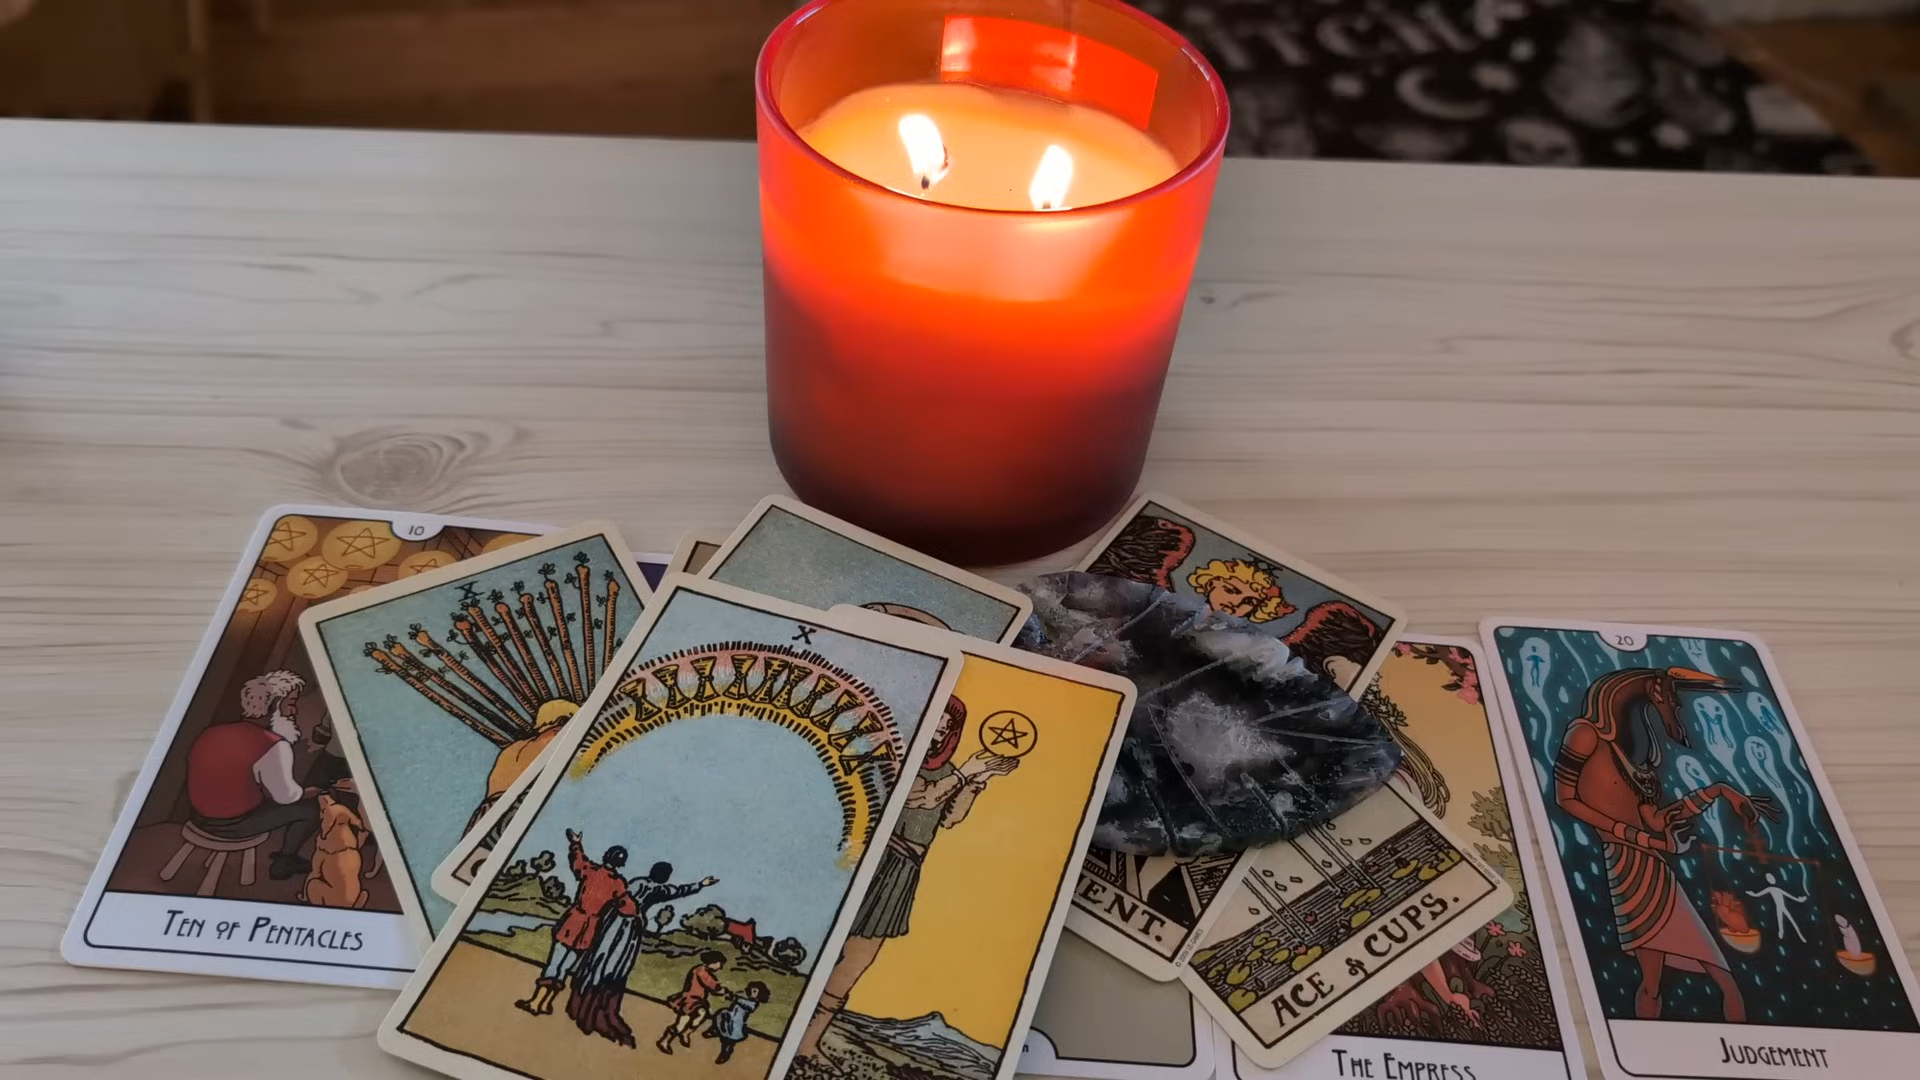 10
TEN OF PENTACLES
X
X
ENT.
ACE OF CUPS.
THE EMPRESS
20
JUDGEMENT